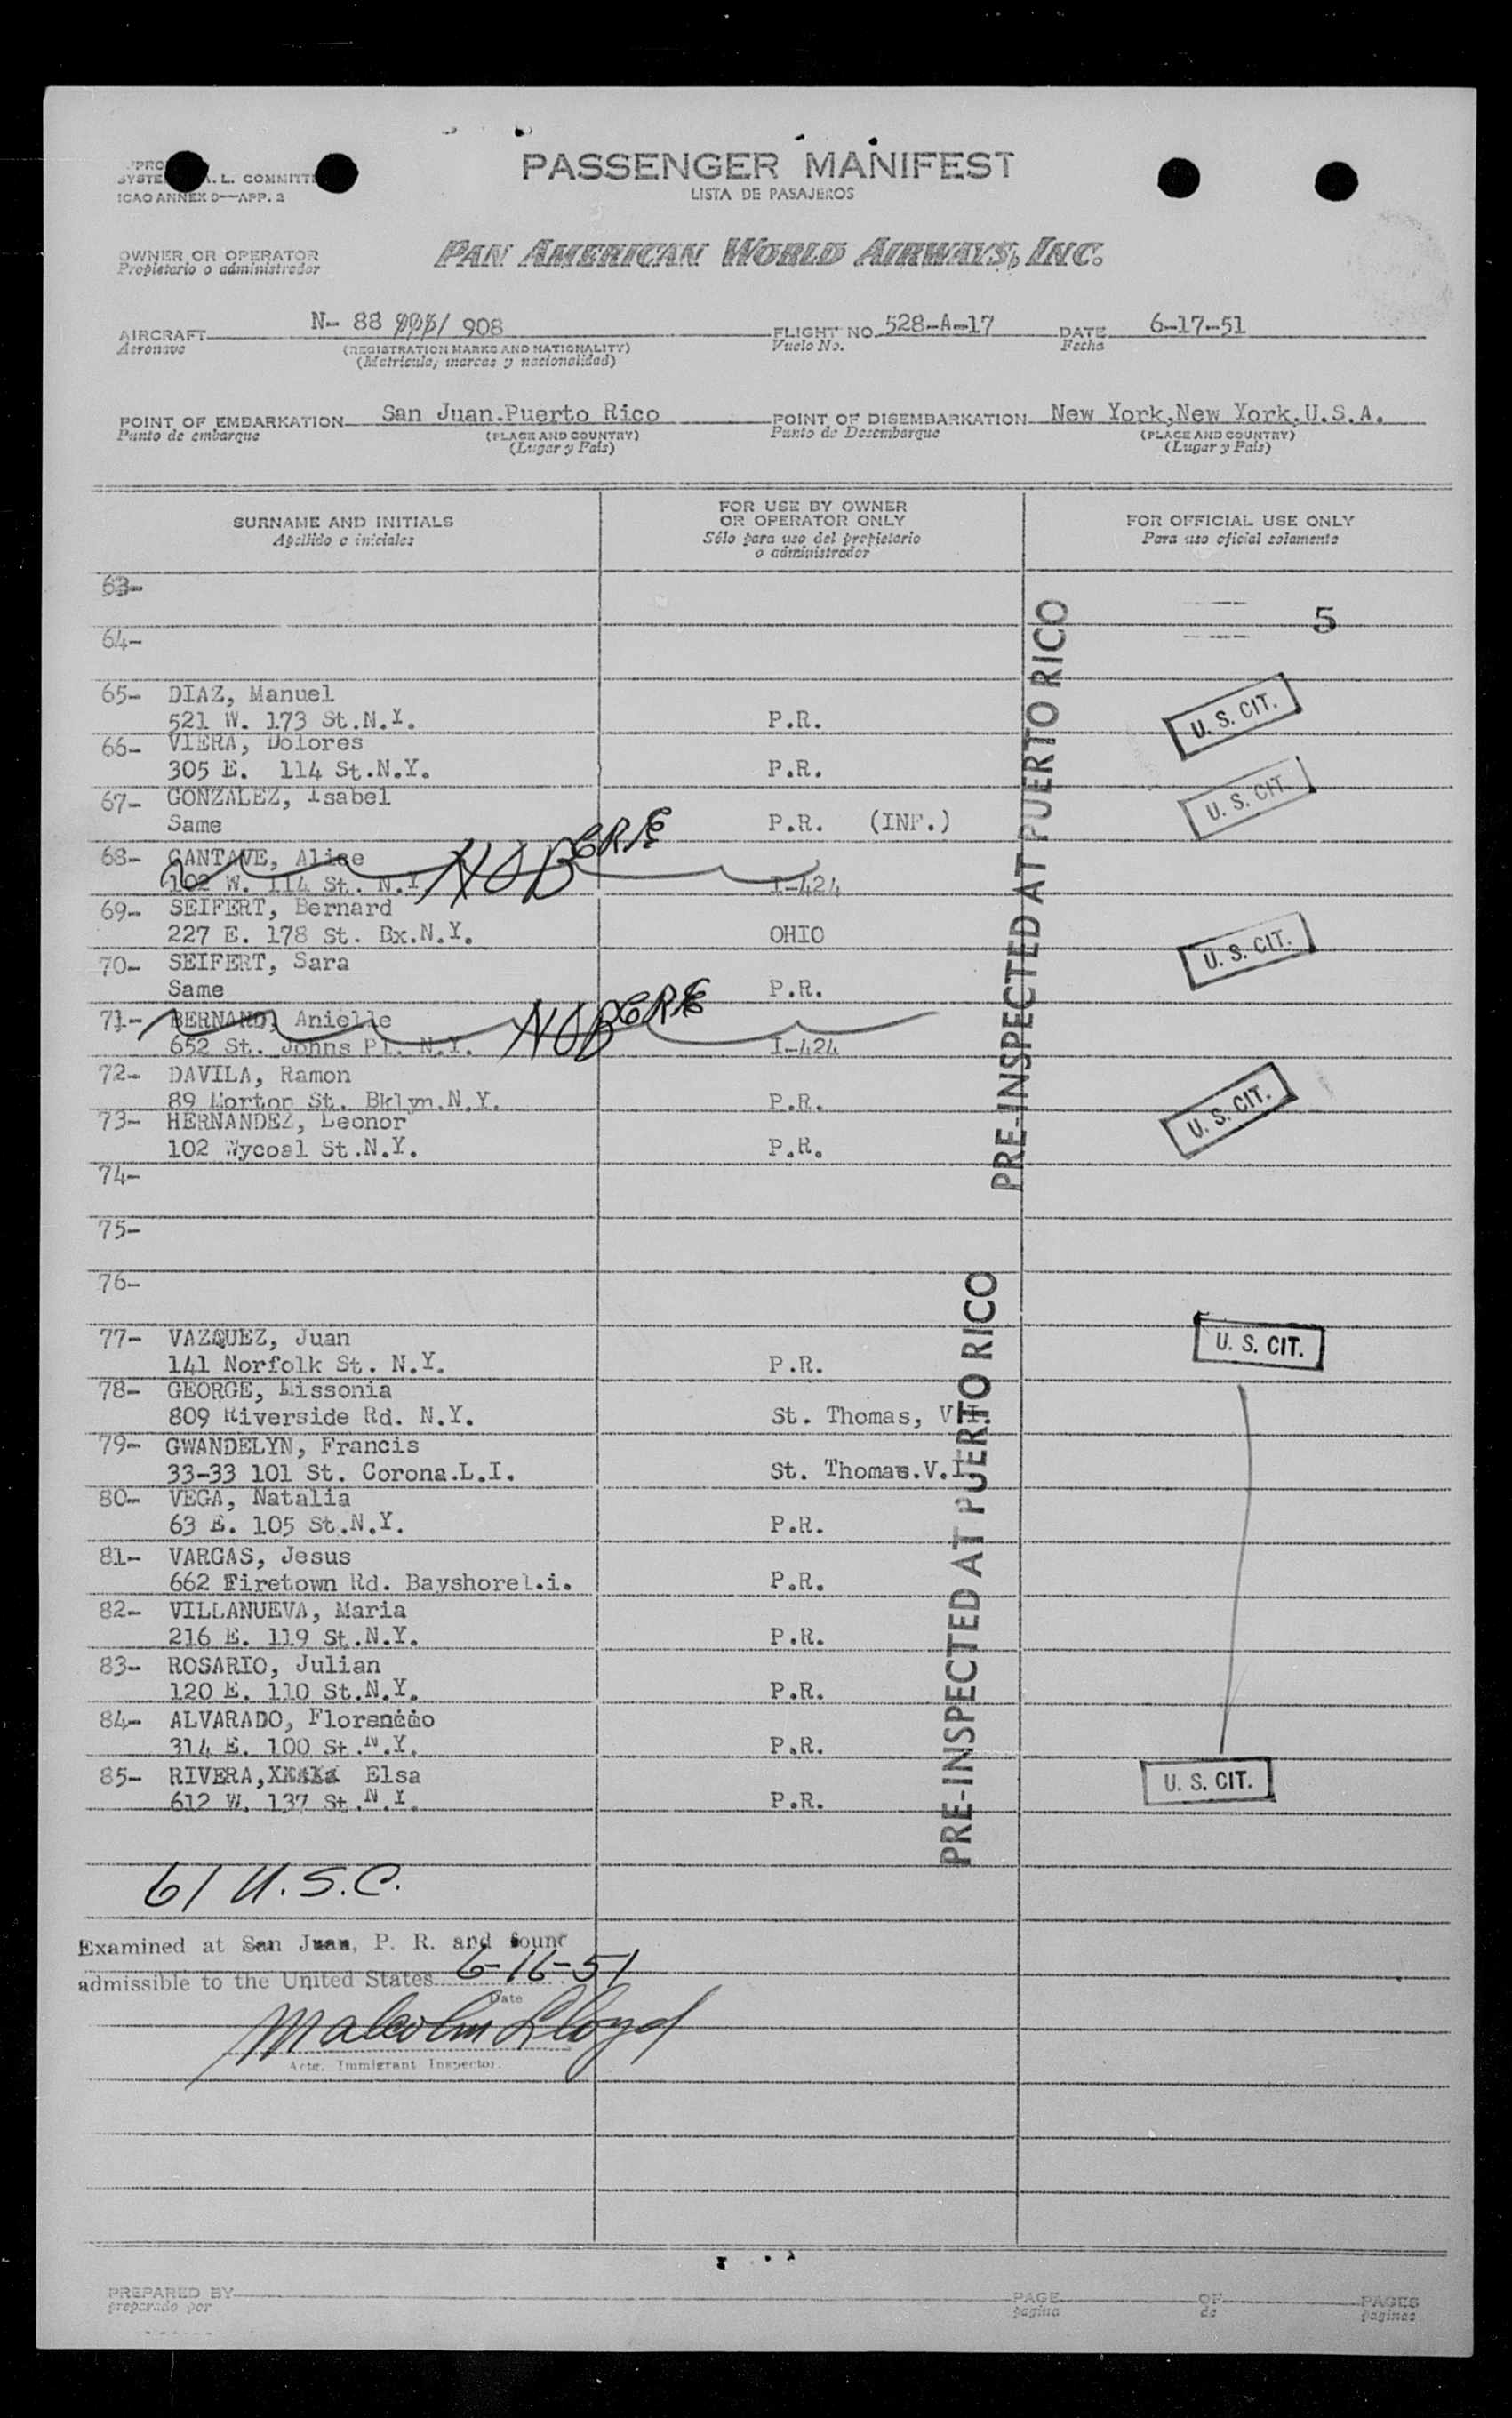 A. L. COMMITT
ICAO ANNEX 9—APP. 2
PASSENGER MANIFEST
LISTA DE PASAJEROS
OWNER OR OPERATOR
Propietario o administrador
PAN AMERICAN WORLD AIRWAYS, INC.
AIRCRAFT N- 88 908 FLIGHT NO. 528-A-17 DATE 6-17-51
Aeronave (REGISTRATION MARKS AND NATIONALITY) Vuelo No. Fecha
(Matricula, marcas y nacionalidad)
POINT OF EMBARKATION San Juan.Puerto Rico POINT OF DISEMBARKATION New York,New York,U.S.A.
Punto de embarque (PLACE AND COUNTRY) Punto de Desembarque (PLACE AND COUNTRY)
(Lugar y Pais) (Lugar y Pais)
SURNAME AND INITIALS FOR USE BY OWNER OR OPERATOR ONLY FOR OFFICIAL USE ONLY
Apellido e iniciales Sólo para uso del propietario o administrador Para uso oficial solamente
63-
5
64-
65- DIAZ, Manuel
521 W. 173 St.N.Y. P.R. U. S. CIT.
66- VIERA, Dolores
305 E. 114 St.N.Y. P.R.
67- GONZALEZ, Isabel U. S. CIT.
Same P.R. (INF.)
68- CANTAVE, Alice
102 W. 114 St. N.Y I-424
69- SEIFERT, Bernard
227 E. 178 St. Bx.N.Y. OHIO U. S. CIT.
70- SEIFERT, Sara
Same P.R.
71- BERNARD, Anielle
652 St. Johns Pl. N.Y. I-424
72- DAVILA, Ramon
89 Morton St. Bklyn.N.Y. P.R. U. S. CIT.
73- HERNANDEZ, Leonor
102 Wycoal St.N.Y. P.R.
74-
75-
76-
PRE-INSPECTED AT PUERTO RICO
77- VAZQUEZ, Juan U. S. CIT.
141 Norfolk St. N.Y. P.R.
78- GEORGE, Missonia
809 Riverside Rd. N.Y. St. Thomas, V
79- GWANDELYN, Francis
33-33 101 St. Corona.L.I. St. Thomas.V.I
80- VEGA, Natalia
63 E. 105 St.N.Y. P.R.
81- VARGAS, Jesus
662 Firetown Rd. Bayshorel.i. P.R.
82- VILLANUEVA, Maria
216 E. 119 St.N.Y. P.R.
83- ROSARIO, Julian
120 E. 110 St.N.Y. P.R.
84- ALVARADO,
314 E. 100 St.N.Y. P.R.
85- RIVERA, Elsa U. S. CIT.
612 W. 137 St.N.Y. P.R.
PRE-INSPECTED AT PUERTO RICO
61 U.S.C.
Examined at San Juan, P. R. and found
admissible to the United States 6-16-51
Date
Malcolm Lloyd
Actg. Immigrant Inspector.
PREPARED BY PAGE OF PAGES
preparado por pagina de paginas